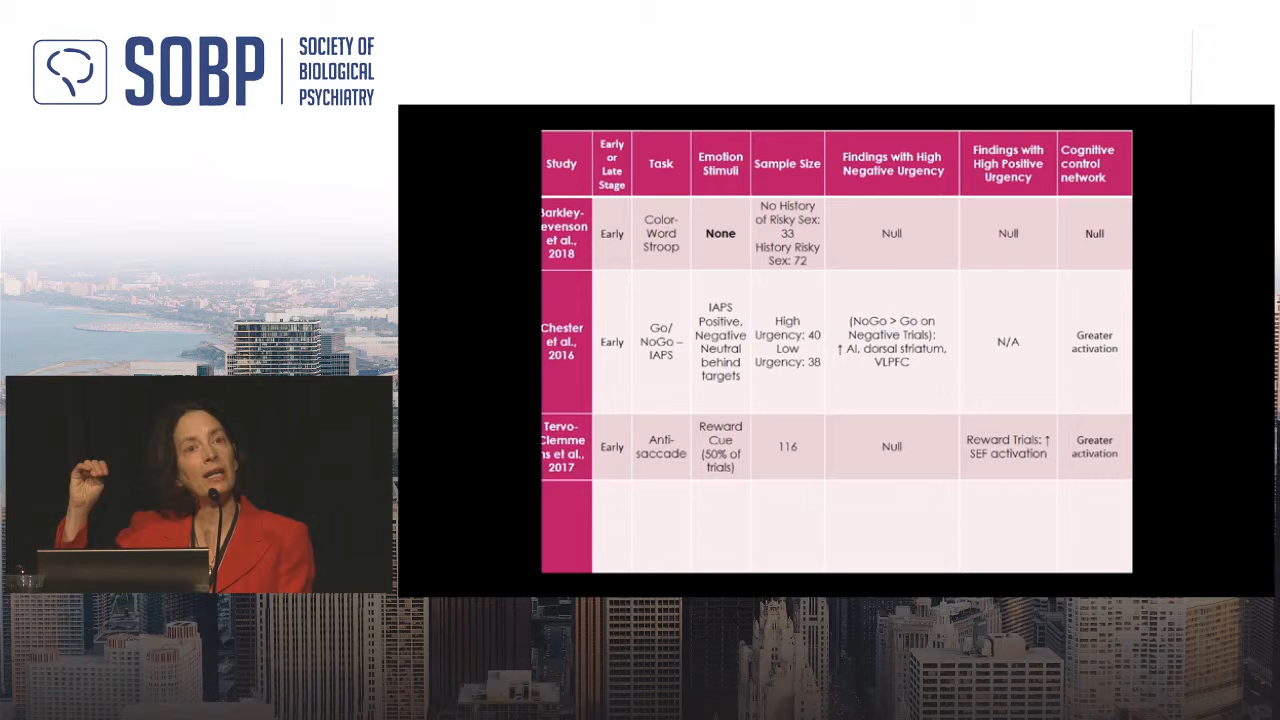 SOBP
SOCIETY OF
BIOLOGICAL
PSYCHIATRY
Study
Early
or
Late
Stage
Task
Emotion
Stimuli
Sample Size
Findings with High
Negative Urgency
Findings with
High Positive
Urgency
Cognitive
control
network
Barkley-
evenson
et al.,
2018
Early
Color-
Word
Stroop
None
No History
of Risky Sex:
33
History Risky
Sex: 72
Null
Null
Null
Chester
et al.,
2016
Early
Go/
NoGo –
IAPS
IAPS
Positive,
Negative
Neutral
behind
targets
High
Urgency: 40
Low
Urgency: 38
(NoGo > Go on
Negative Trials):
↑ AI, dorsal striatum,
VLPFC
N/A
Greater
activation
Tervo-
Clemme
ns et al.,
2017
Early
Anti-
saccade
Reward
Cue
(50% of
trials)
116
Null
Reward Trials: ↑
SEF activation
Greater
activation